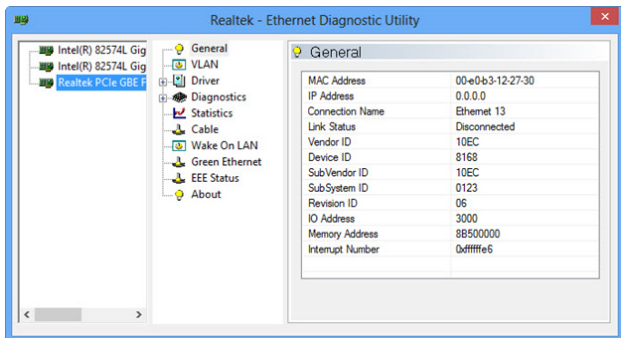 Realtek - Ethernet Diagnostic Utility
Intel(R) 82574L Gig
Intel(R) 82574L Gig
Realtek PCIe GBE F
General
VLAN
Driver
Diagnostics
Statistics
Cable
Wake On LAN
Green Ethernet
EEE Status
About
General
MAC Address 00-e0-b3-12-27-30
IP Address 0.0.0.0
Connection Name Ethernet 13
Link Status Disconnected
Vendor ID 10EC
Device ID 8168
SubVendor ID 10EC
SubSystem ID 0123
Revision ID 06
IO Address 3000
Memory Address 8B500000
Interrupt Number 0xffffffe6